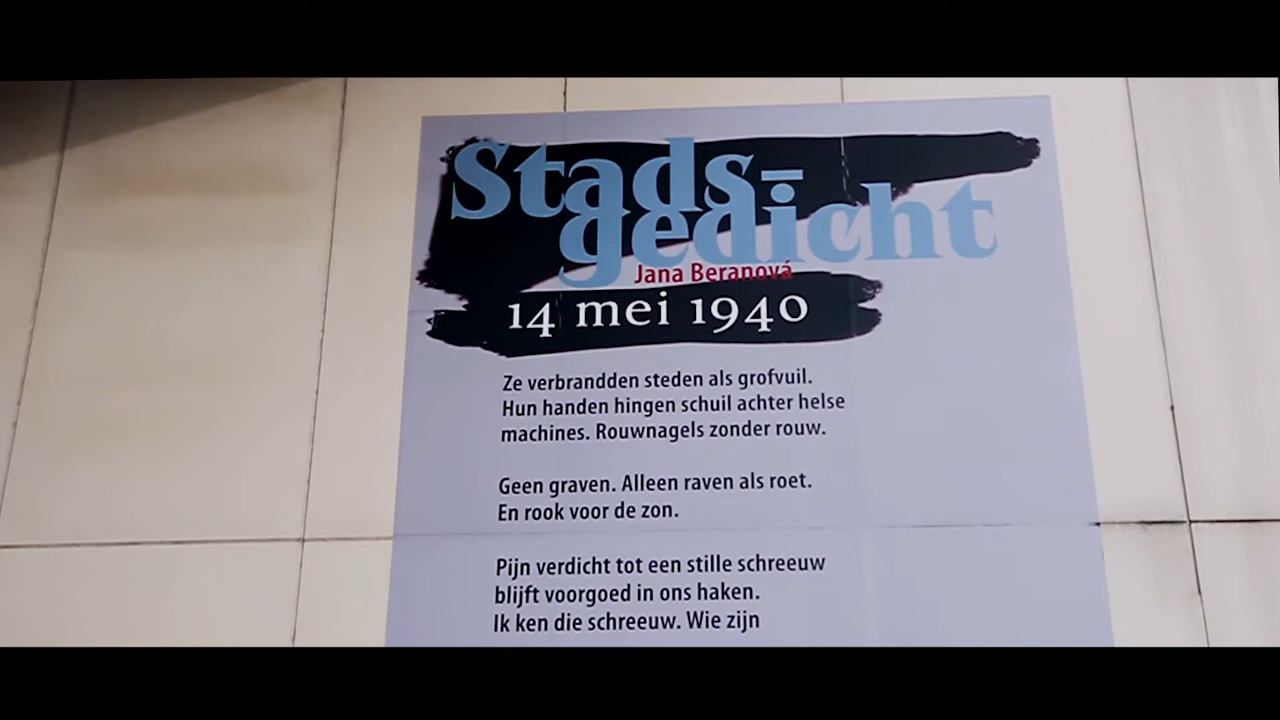 Stads-
gedicht
Jana Beranová
14 mei 1940
Ze verbrandden steden als grofvuil.
Hun handen hingen schuil achter helse
machines. Rouwnagels zonder rouw.
Geen graven. Alleen raven als roet.
En rook voor de zon.
Pijn verdicht tot een stille schreeuw
blijft voorgoed in ons haken.
Ik ken die schreeuw. Wie zijn